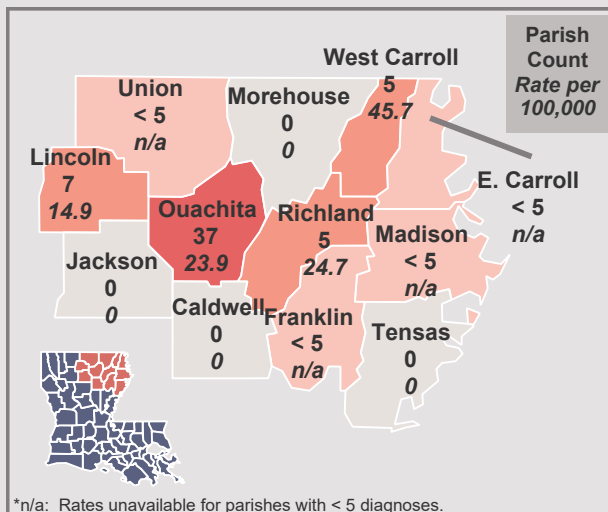 Parish
Count
Rate per
100,000
West Carroll
5
45.7
Union
< 5
n/a
Morehouse
0
0
Lincoln
7
14.9
E. Carroll
< 5
n/a
Ouachita
37
23.9
Richland
5
24.7
Madison
< 5
n/a
Jackson
0
0
Caldwell
0
0
Franklin
< 5
n/a
Tensas
0
0
*n/a: Rates unavailable for parishes with < 5 diagnoses.